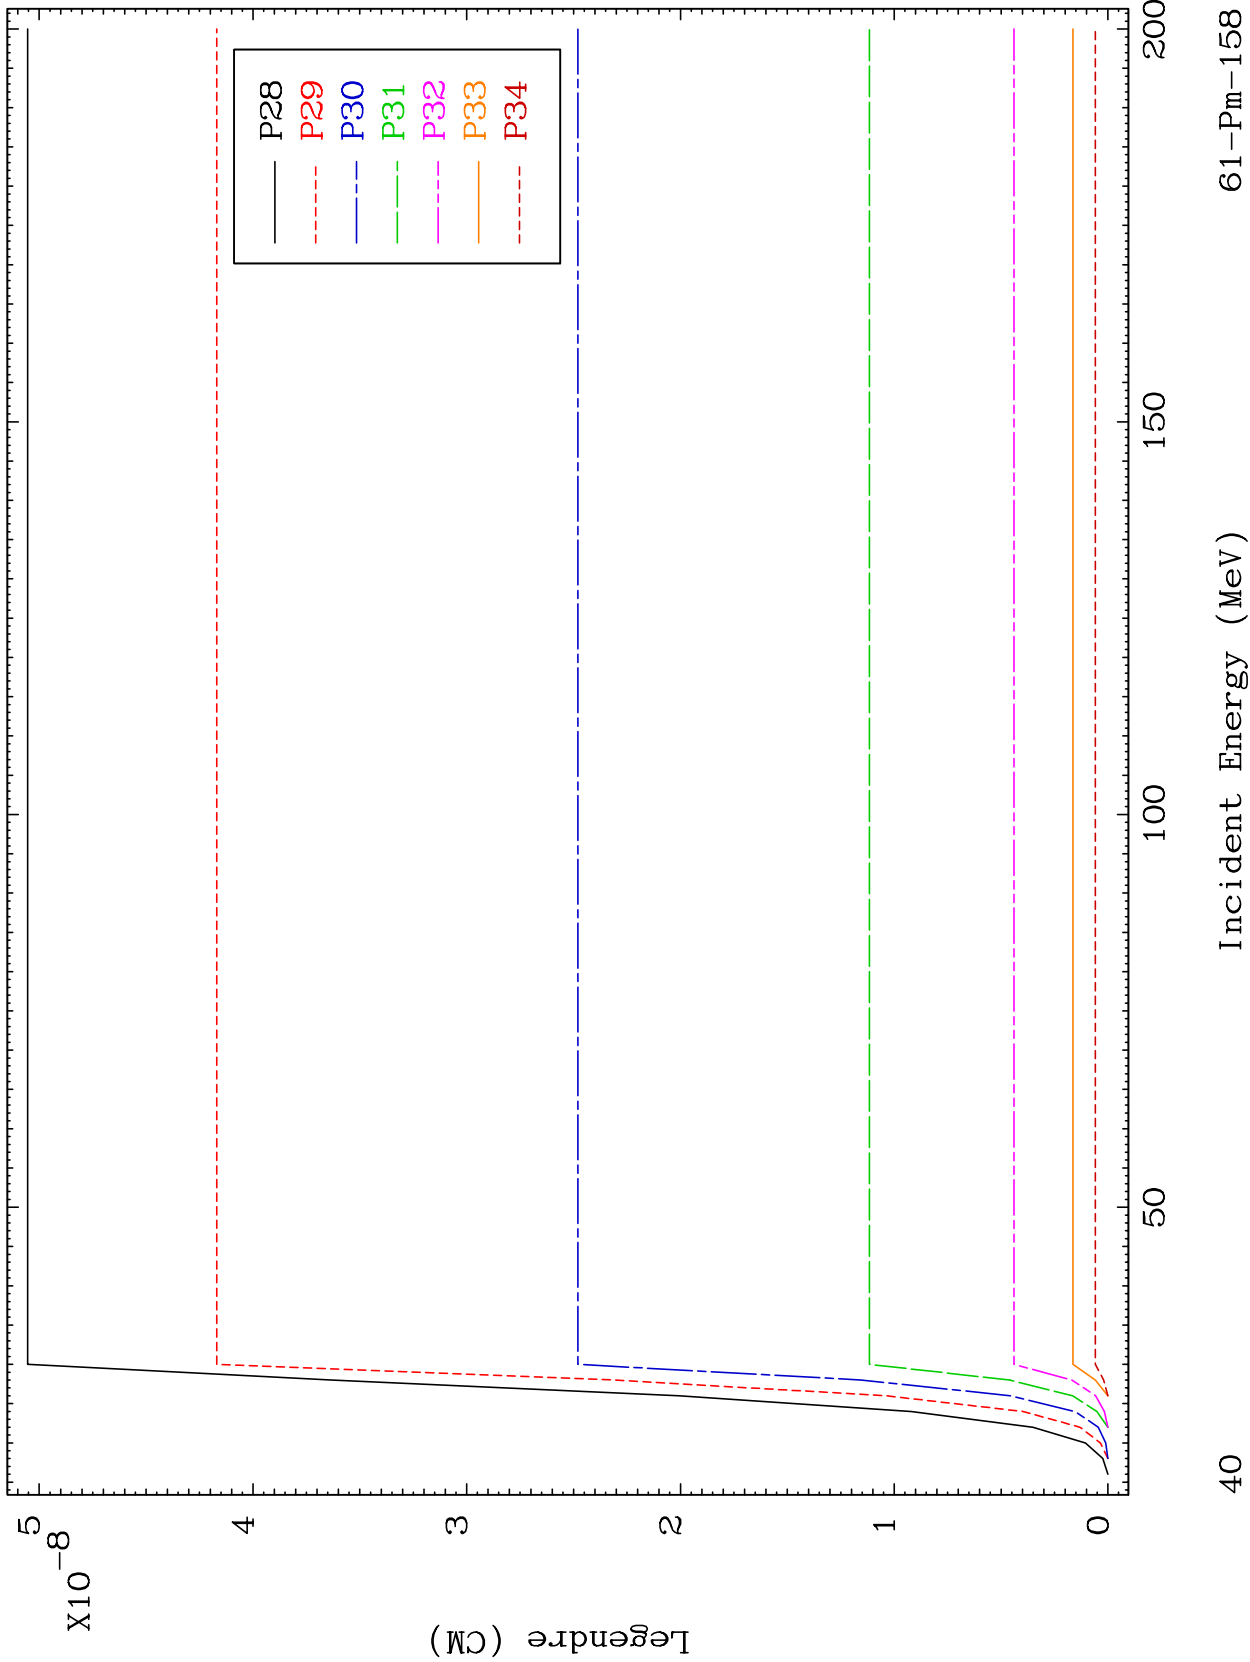 5
X10-8
4
3
2
1
0
P28
P29
P30
P31
P32
P33
P34
50
100
150
200
Legendre (CM)
Incident Energy (MeV)
40
61-Pm-158